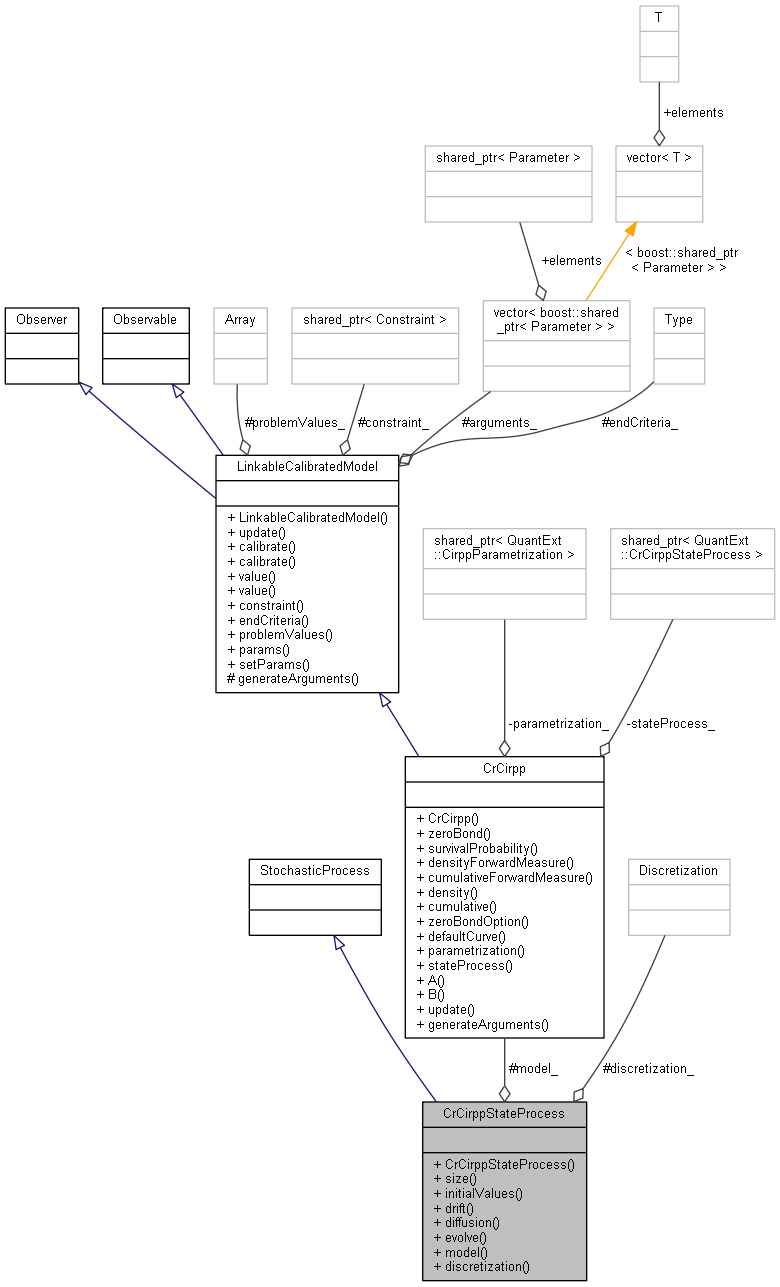 T
+elements
shared_ptr< Parameter >
vector< T >
+elements
< boost::shared_ptr
< Parameter > >
Observer
Observable
Array
shared_ptr< Constraint >
vector< boost::shared
_ptr< Parameter > >
Type
#problemValues_
#constraint_
#arguments_
#endCriteria_
LinkableCalibratedModel
+ LinkableCalibratedModel()
+ update()
+ calibrate()
+ calibrate()
+ value()
+ value()
+ constraint()
+ endCriteria()
+ problemValues()
+ params()
+ setParams()
# generateArguments()
shared_ptr< QuantExt
::CirppParametrization >
shared_ptr< QuantExt
::CrCirppStateProcess >
-parametrization_
-stateProcess_
CrCirpp
+ CrCirpp()
+ zeroBond()
+ survivalProbability()
+ densityForwardMeasure()
+ cumulativeForwardMeasure()
+ density()
+ cumulative()
+ zeroBondOption()
+ defaultCurve()
+ parametrization()
+ stateProcess()
+ A()
+ B()
+ update()
+ generateArguments()
StochasticProcess
Discretization
#model_
#discretization_
CrCirppStateProcess
+ CrCirppStateProcess()
+ size()
+ initialValues()
+ drift()
+ diffusion()
+ evolve()
+ model()
+ discretization()